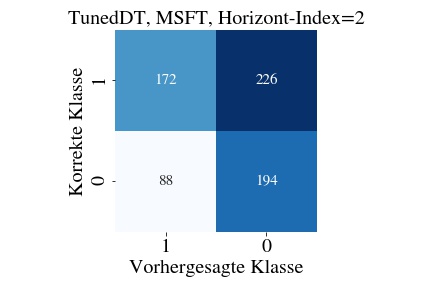 TunedDT, MSFT, Horizont-Index=2
Korrekte Klasse
1
172
226
0
88
194
1
0
Vorhergesagte Klasse